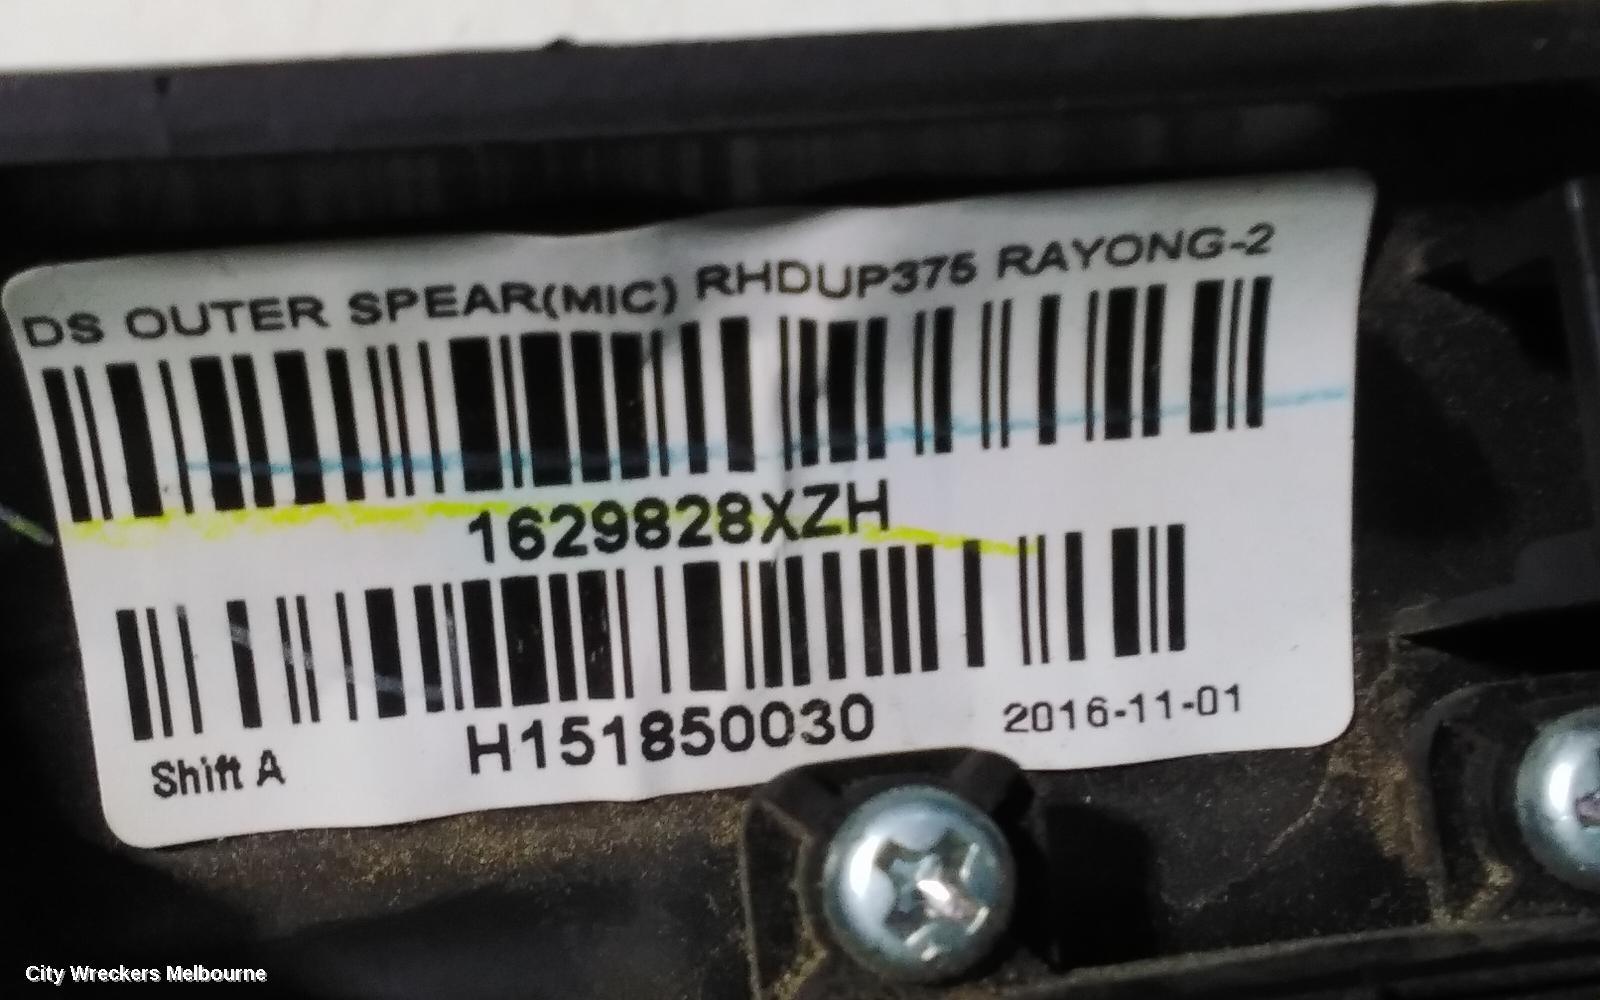 DS OUTER SPEAR(MIC) RHDUP375 RAYONG-2
1629828XZH
H151850030
2016-11-01
Shift A
City Wreckers Melbourne